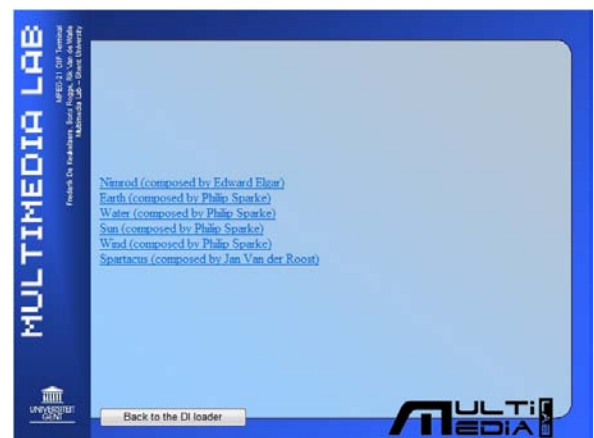 MULTIMEDIA LAB
MPEG-21 DIP Terminal
Frederik De Keukelaere, Boris Rogge, Rik Van de Walle
Multimedia Lab - Ghent University
Nimrod (composed by Edward Elgar)
Earth (composed by Philip Sparke)
Water (composed by Philip Sparke)
Sun (composed by Philip Sparke)
Wind (composed by Philip Sparke)
Spartacus (composed by Jan Van der Roost)
UNIVERSITEIT
GENT
Back to the DI loader
MULTi
MEDiA
LAB